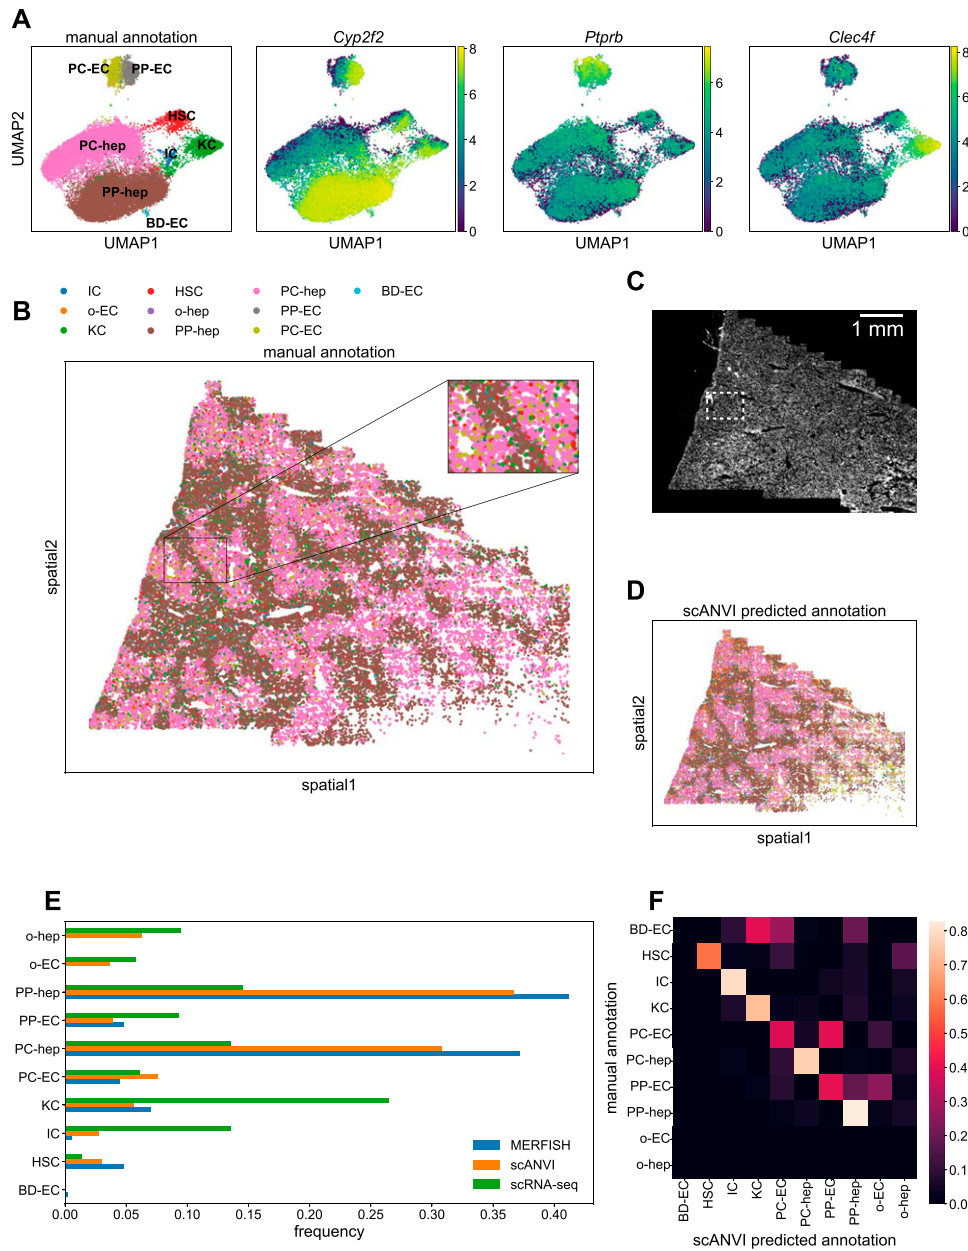 A
manual annotation
Cyp2f2
Ptprb
Clec4f
PC-EC
PP-EC
HSC
KC
IC
PC-hep
PP-hep
BD-EC
UMAP2
UMAP1
UMAP1
UMAP1
UMAP1
8
6
4
2
0
6
4
2
0
8
6
4
2
0
B
IC
HSC
PC-hep
BD-EC
o-EC
o-hep
PP-EC
KC
PP-hep
PC-EC
manual annotation
spatial2
spatial1
C
1 mm
D
scANVI predicted annotation
spatial2
spatial1
E
o-hep
o-EC
PP-hep
PP-EC
PC-hep
PC-EC
KC
IC
HSC
BD-EC
MERFISH
scANVI
scRNA-seq
0.00 0.05 0.10 0.15 0.20 0.25 0.30 0.35 0.40
frequency
F
manual annotation
BD-EC
HSC
IC
KC
PC-EC
PC-hep
PP-EC
PP-hep
o-EC
o-hep
BD-EC HSC IC KC PC-EC PC-hep PP-EC PP-hep o-EC o-hep
scANVI predicted annotation
0.8
0.7
0.6
0.5
0.4
0.3
0.2
0.1
0.0